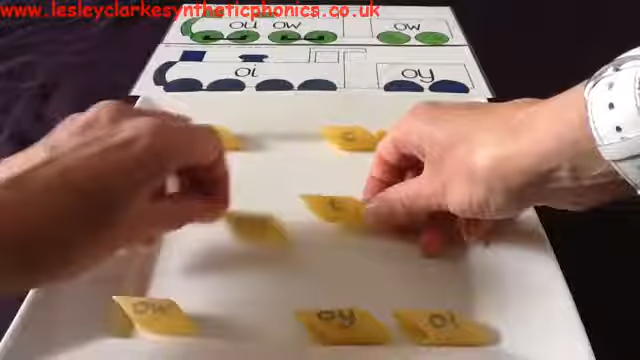 www.lesleyclarkesyntheticphonics.co.uk
ou ow ow
oi oy
ow oy oi